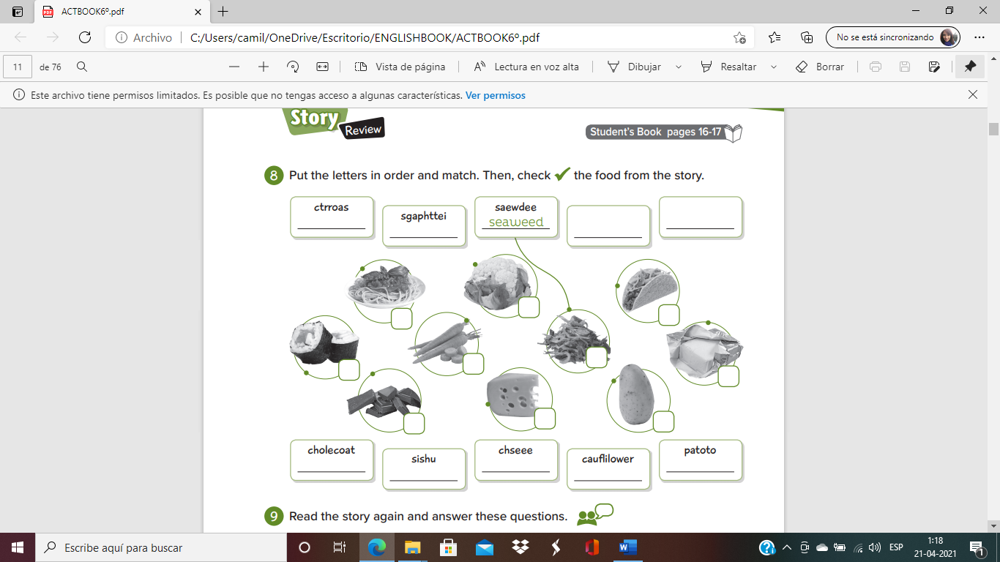 ACTBOOK6º.pdf
Archivo
C:/Users/camil/OneDrive/Escritorio/ENGLISHBOOK/ACTBOOK6º.pdf
No se está sincronizando
11
de 76
Vista de página
Lectura en voz alta
Dibujar
Resaltar
Borrar
Este archivo tiene permisos limitados. Es posible que no tengas acceso a algunas características. Ver permisos
Story
Review
Student's Book pages 16-17
8 Put the letters in order and match. Then, check ✓ the food from the story.
ctrroas
sgaphttei
saewdee
seaweed
cholecoat
sishu
chseee
cauflilower
patoto
9 Read the story again and answer these questions.
Escribe aquí para buscar
ESP
1:18
21-04-2021